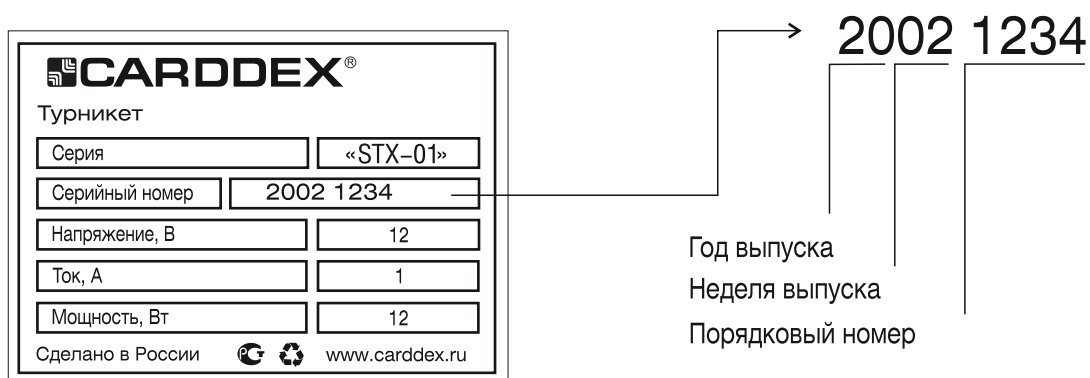 CARDDEX®
Турникет
Серия «STX–01»
Серийный номер 2002 1234
Напряжение, В 12
Ток, А 1
Мощность, Вт 12
Сделано в России РСТ www.carddex.ru
2002 1234
Год выпуска
Неделя выпуска
Порядковый номер